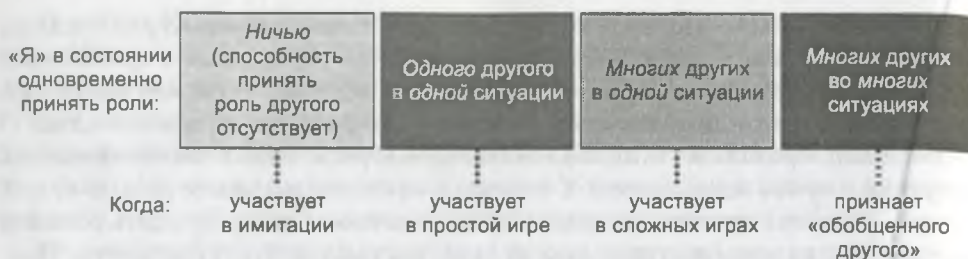 «Я» в состоянии
одновременно
принять роли:
Ничью
(способность
принять
роль другого
отсутствует)
Одного другого
в одной ситуации
Многих других
в одной ситуации
Многих других
во многих
ситуациях
Когда:
участвует
в имитации
участвует
в простой игре
участвует
в сложных играх
признает
«обобщенного
другого»